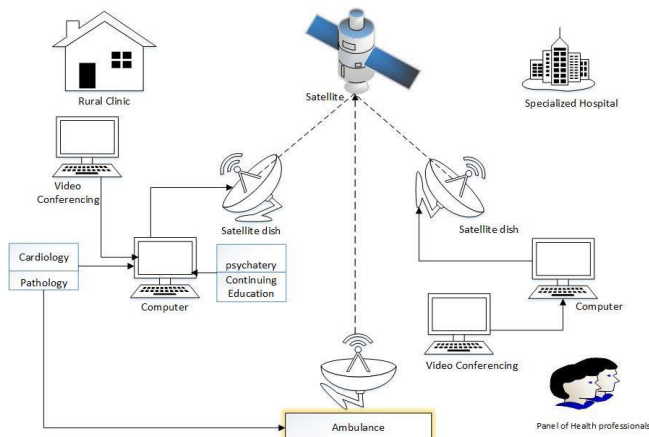 Rural Clinic
Satellite
Specialized Hospital
Video
Conferencing
Satellite dish
Satellite dish
Cardiology
Pathology
psychatery
Continuing
Education
Computer
Computer
Video Conferencing
Ambulance
Panel of Health professionals